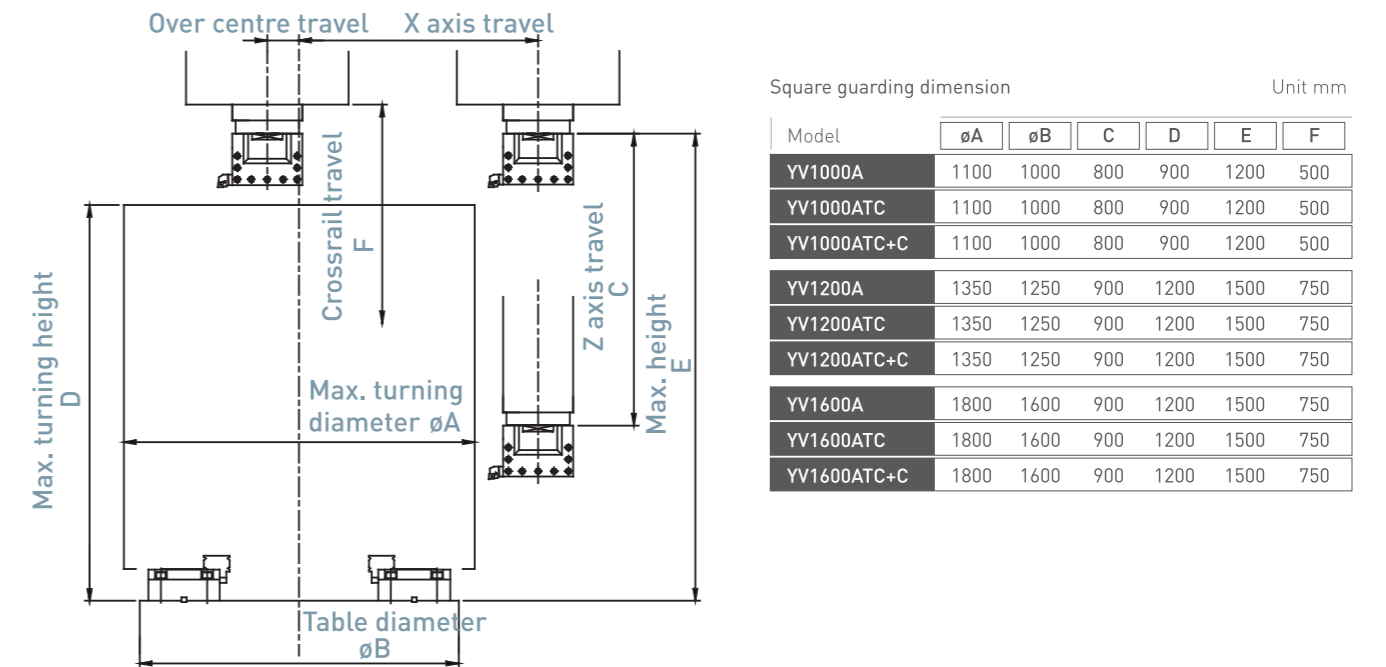 Over centre travel X axis travel
Crossrail travel
F
Z axis travel
C
Max. height
E
Max. turning height
D
Max. turning
diameter øA
Table diameter
øB
Square guarding dimension Unit mm
Model øA øB C D E F
YV1000A 1100 1000 800 900 1200 500
YV1000ATC 1100 1000 800 900 1200 500
YV1000ATC+C 1100 1000 800 900 1200 500
YV1200A 1350 1250 900 1200 1500 750
YV1200ATC 1350 1250 900 1200 1500 750
YV1200ATC+C 1350 1250 900 1200 1500 750
YV1600A 1800 1600 900 1200 1500 750
YV1600ATC 1800 1600 900 1200 1500 750
YV1600ATC+C 1800 1600 900 1200 1500 750